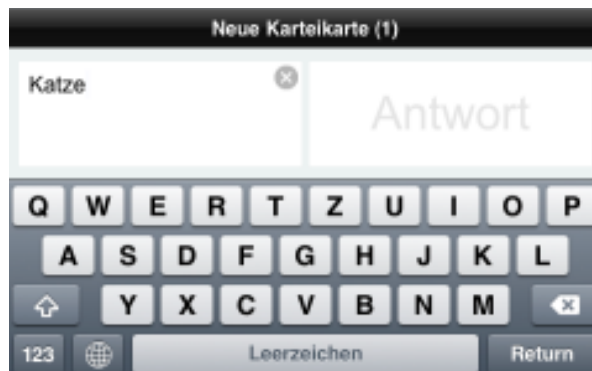 Neue Karteikarte (1)
Katze Antwort
Q W E R T Z U I O P
A S D F G H J K L
Y X C V B N M
123 Leerzeichen Return